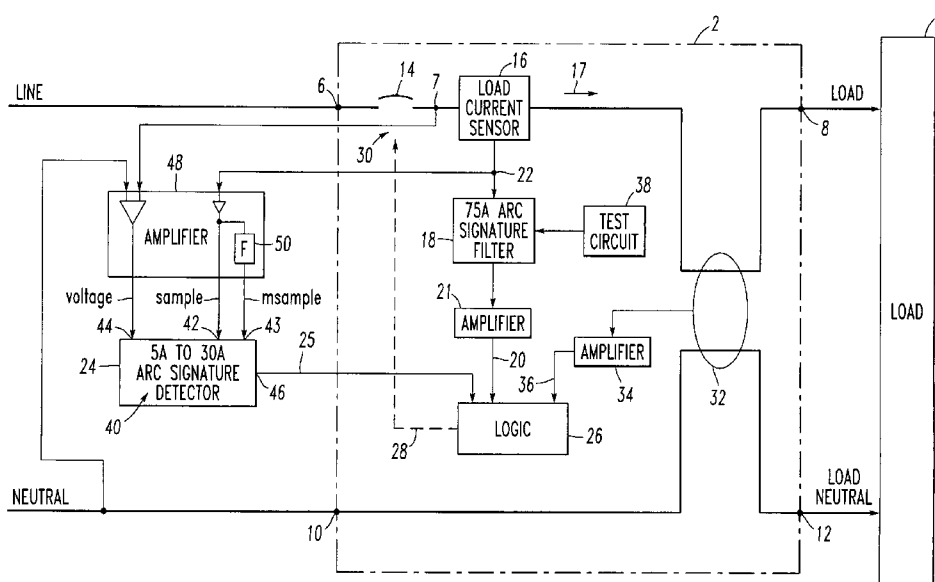 2
16
14
17
LINE
6
7
LOAD
CURRENT
SENSOR
LOAD
8
30
48
22
38
75A ARC
SIGNATURE
FILTER
18
TEST
CIRCUIT
AMPLIFIER
F
50
21
voltage
sample
msample
AMPLIFIER
LOAD
44
42
43
25
20
AMPLIFIER
24
5A TO 30A
ARC SIGNATURE
DETECTOR
46
36
34
32
40
LOGIC
28
26
NEUTRAL
LOAD
NEUTRAL
10
12